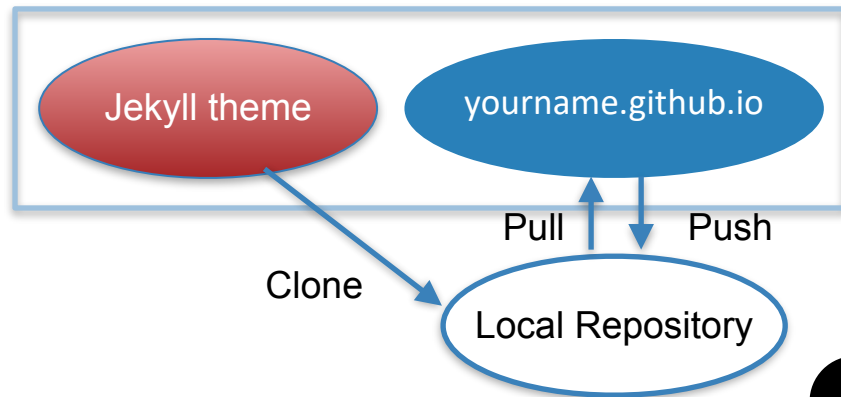 Jekyll theme
yourname.github.io
Pull
Push
Clone
Local Repository